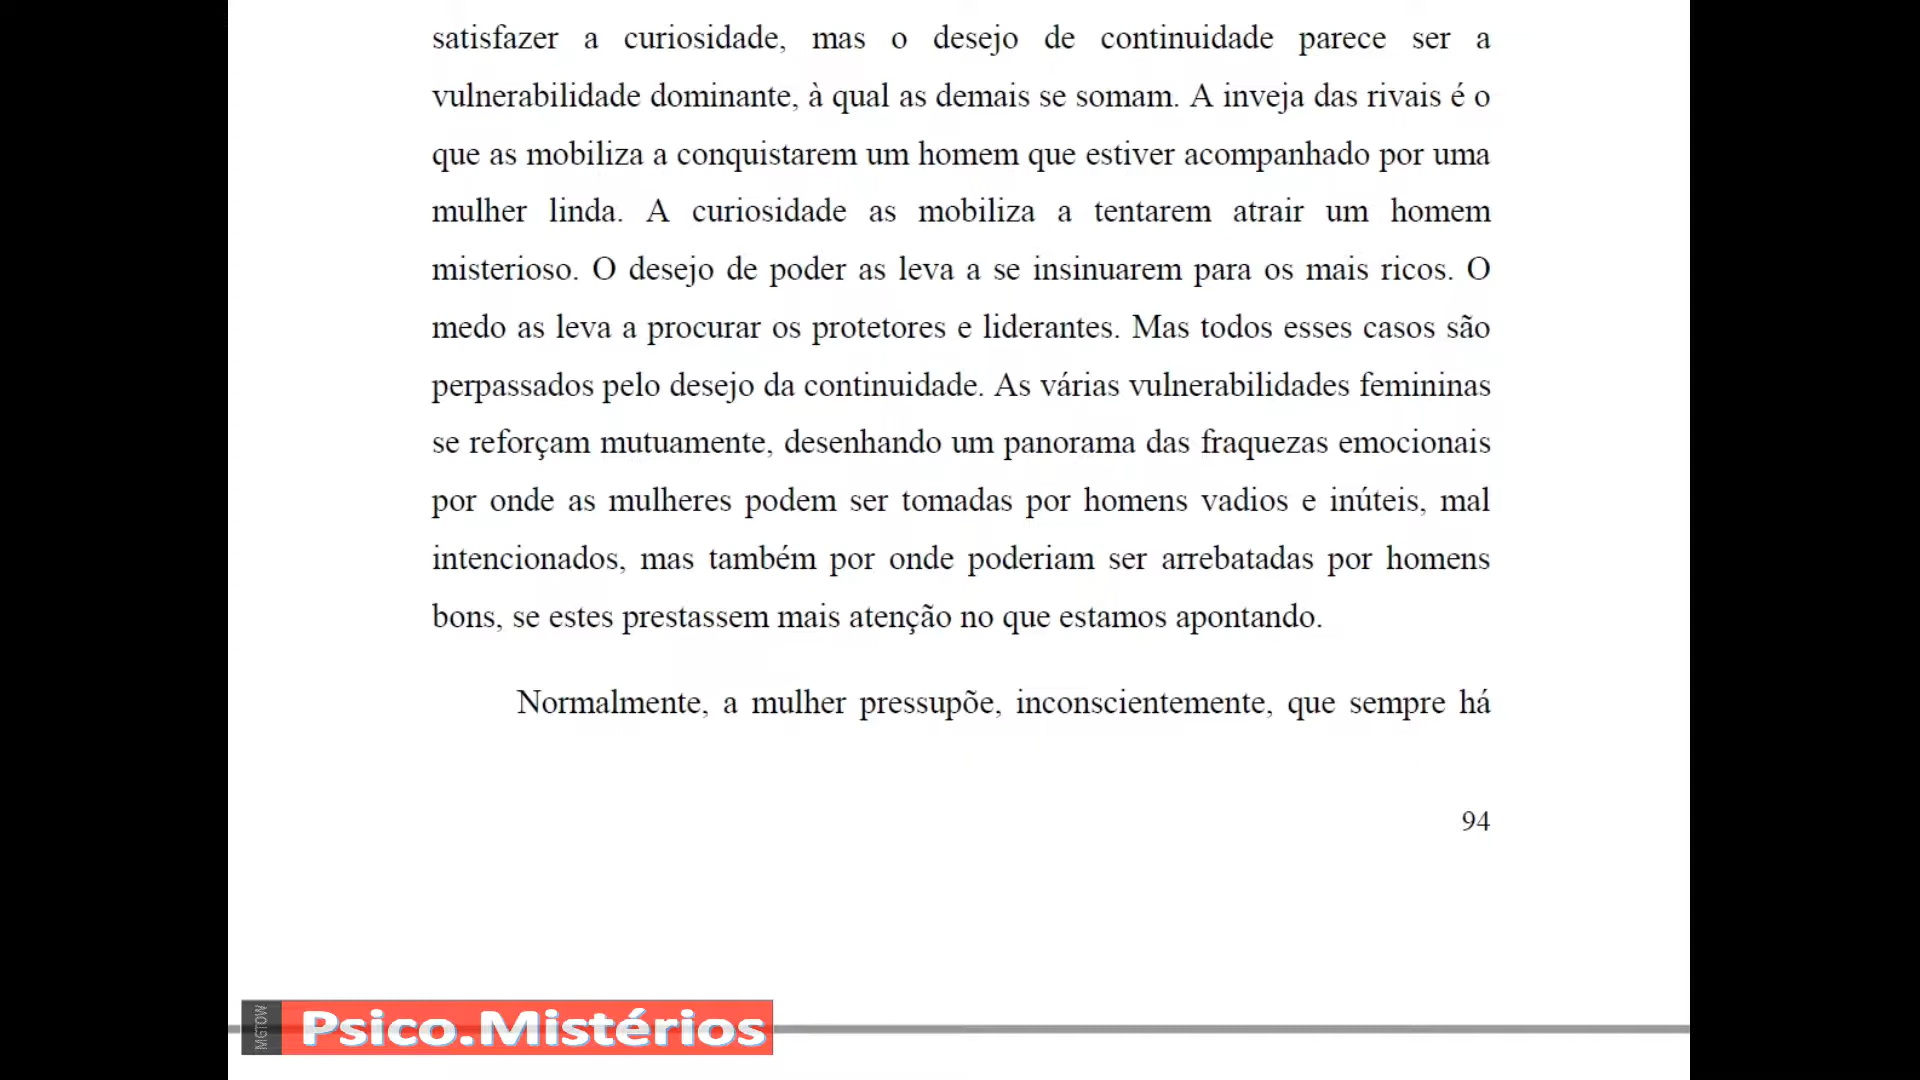 satisfazer a curiosidade, mas o desejo de continuidade parece ser a
vulnerabilidade dominante, à qual as demais se somam. A inveja das rivais é o
que as mobiliza a conquistarem um homem que estiver acompanhado por uma
mulher linda. A curiosidade as mobiliza a tentarem atrair um homem
misterioso. O desejo de poder as leva a se insinuarem para os mais ricos. O
medo as leva a procurar os protetores e liderantes. Mas todos esses casos são
perpassados pelo desejo da continuidade. As várias vulnerabilidades femininas
se reforçam mutuamente, desenhando um panorama das fraquezas emocionais
por onde as mulheres podem ser tomadas por homens vadios e inúteis, mal
intencionados, mas também por onde poderiam ser arrebatadas por homens
bons, se estes prestassem mais atenção no que estamos apontando.
Normalmente, a mulher pressupõe, inconscientemente, que sempre há
94
MGTOW
Psico.Mistérios